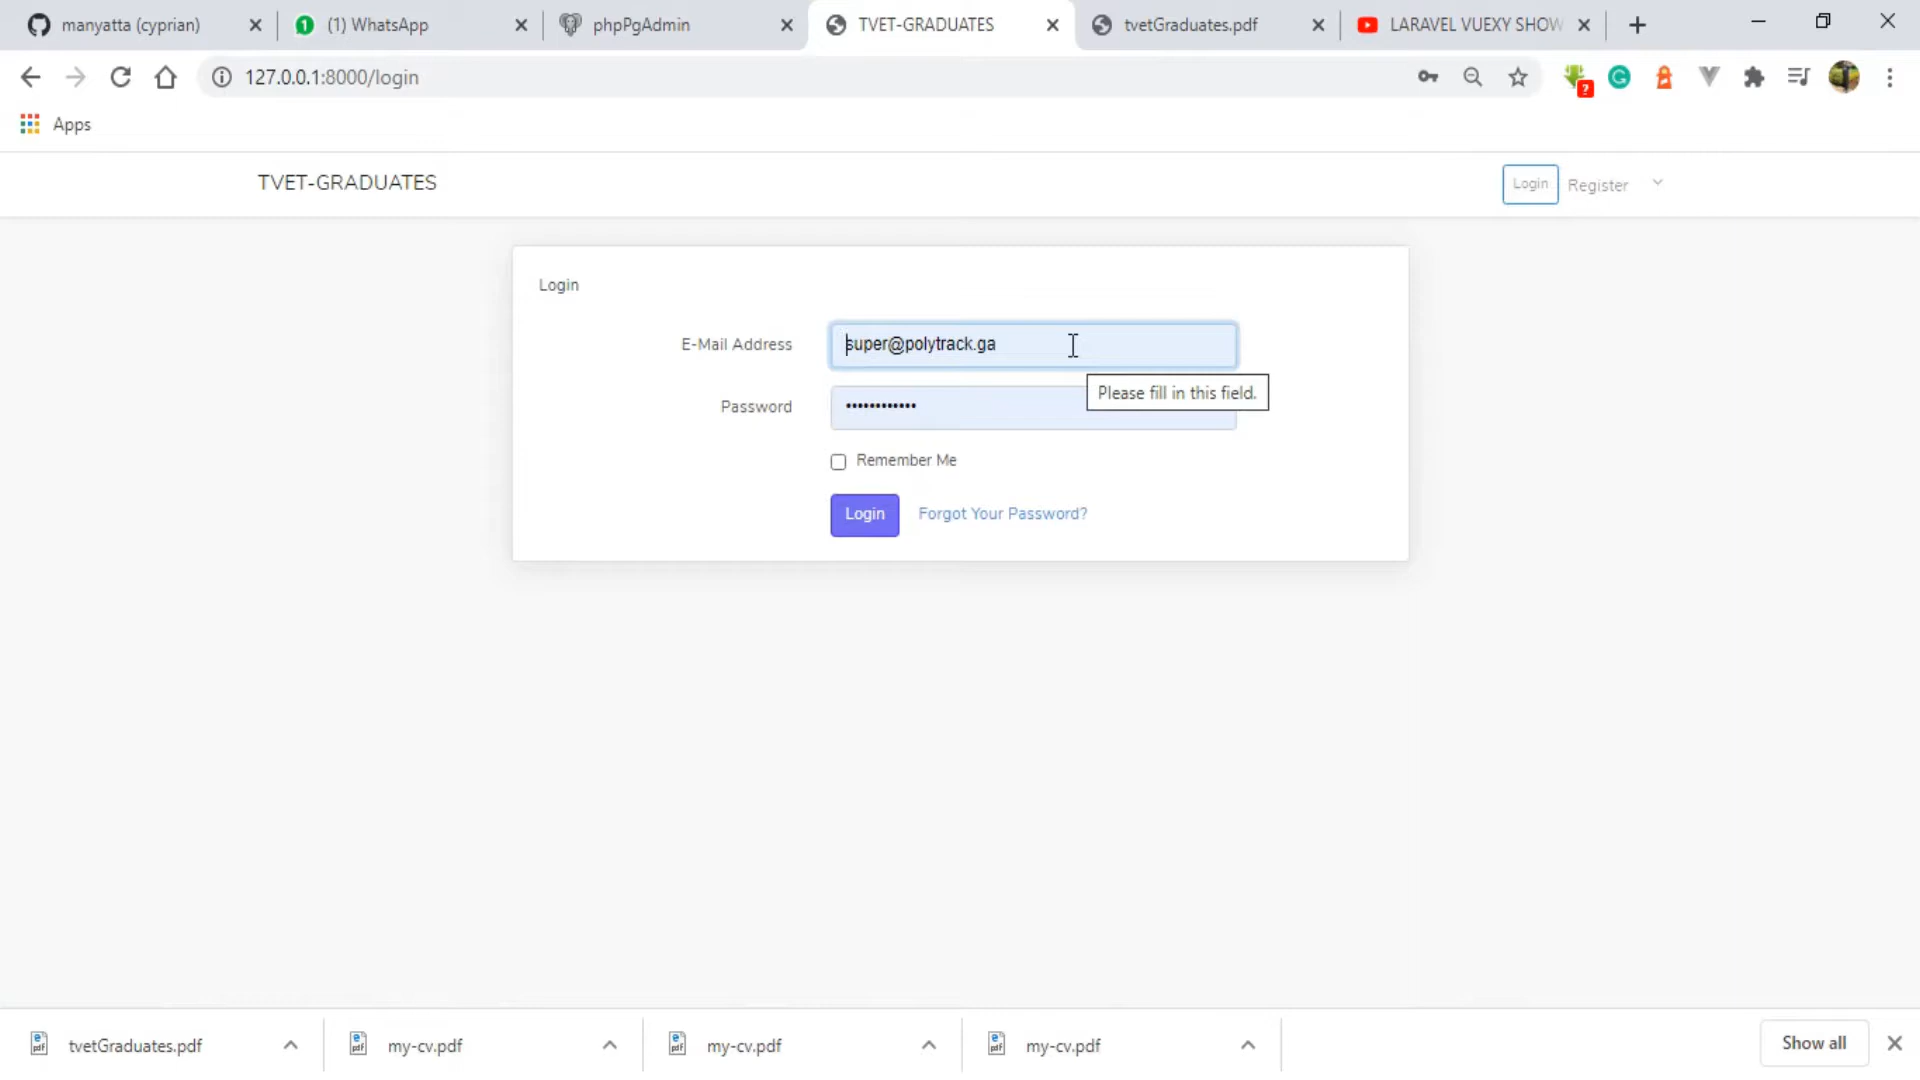 manyatta (cyprian)
1 (1) WhatsApp
phpPgAdmin
TVET-GRADUATES
tvetGraduates.pdf
LARAVEL VUEXY SHOW
127.0.0.1:8000/login
?
Apps
TVET-GRADUATES
Login
Register
Login
E-Mail Address
super@polytrack.ga
Please fill in this field.
Password
••••••••••••
Remember Me
Login
Forgot Your Password?
tvetGraduates.pdf
my-cv.pdf
my-cv.pdf
my-cv.pdf
Show all